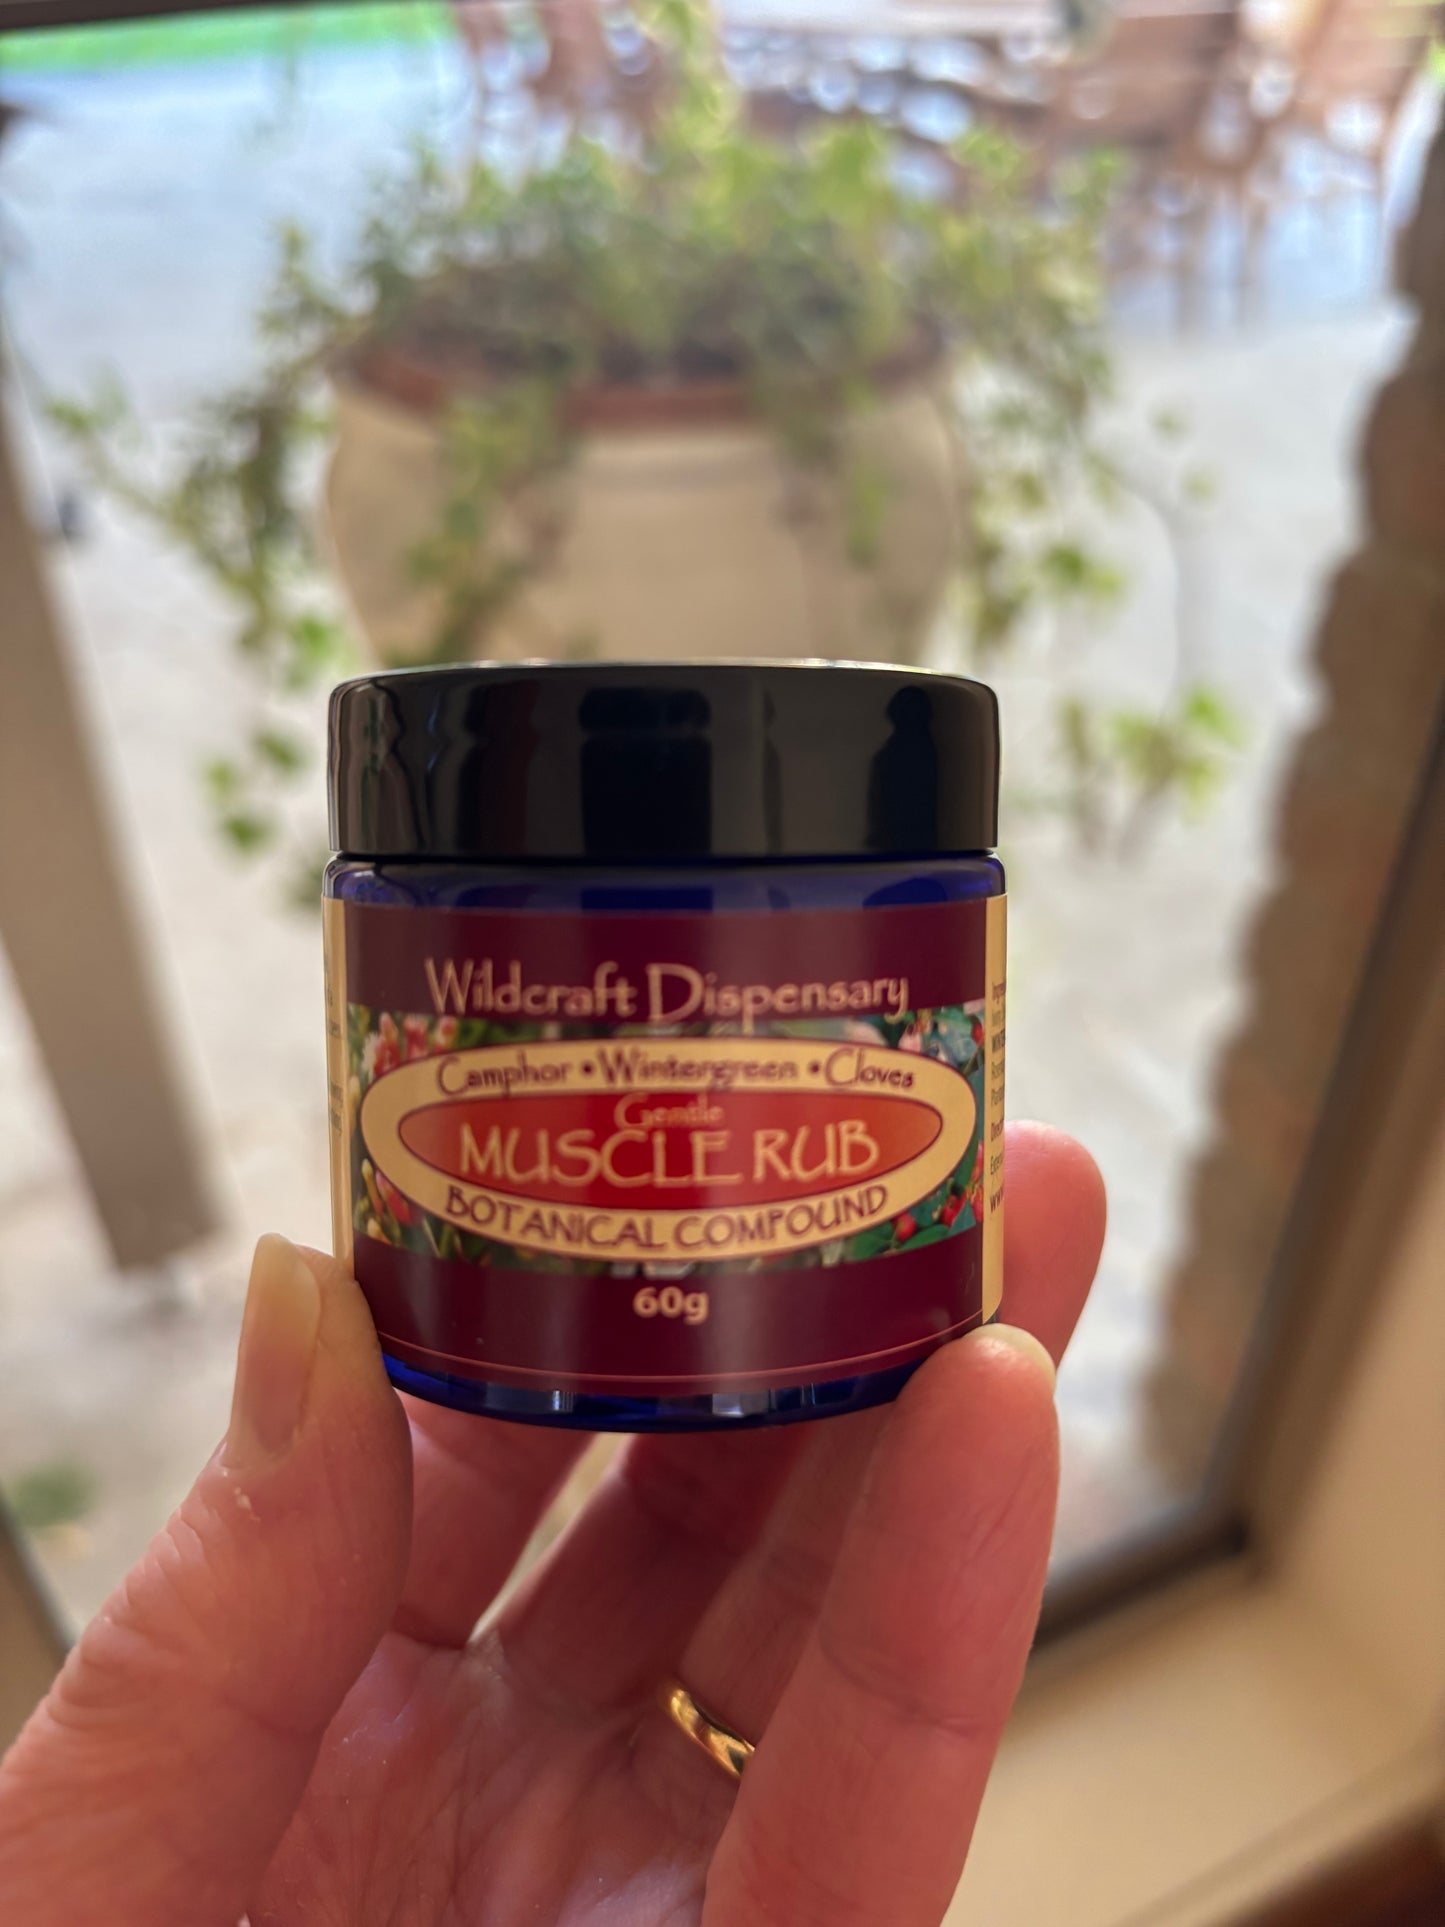 Wildcraft Dispensary
Camphor • Wintergreen • Cloves
Gentle
MUSCLE RUB
BOTANICAL COMPOUND
60g